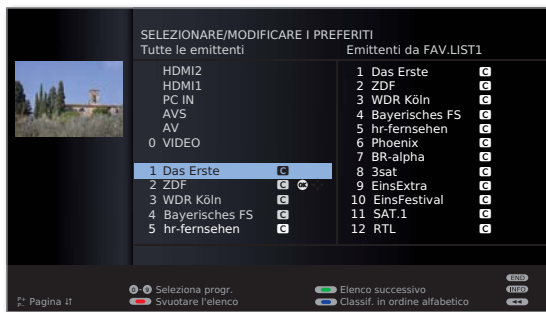 SELEZIONARE/MODIFICARE I PREFERITI
Tutte le emittenti
HDMI2
HDMI1
PC IN
AVS
AV
0 VIDEO
1 Das Erste C
2 ZDF C OK
3 WDR Köln C
4 Bayerisches FS C
5 hr-fernsehen C
Emittenti da FAV.LIST1
1 Das Erste C
2 ZDF C
3 WDR Köln C
4 Bayerisches FS C
5 hr-fernsehen C
6 Phoenix C
7 BR-alpha C
8 3sat C
9 EinsExtra C
10 EinsFestival C
11 SAT.1 C
12 RTL C
P+
P- Pagina ↓↑
0-9 Seleziona progr.
Svuotare l'elenco
Elenco successivo
Classif. in ordine alfabetico
END
INFO